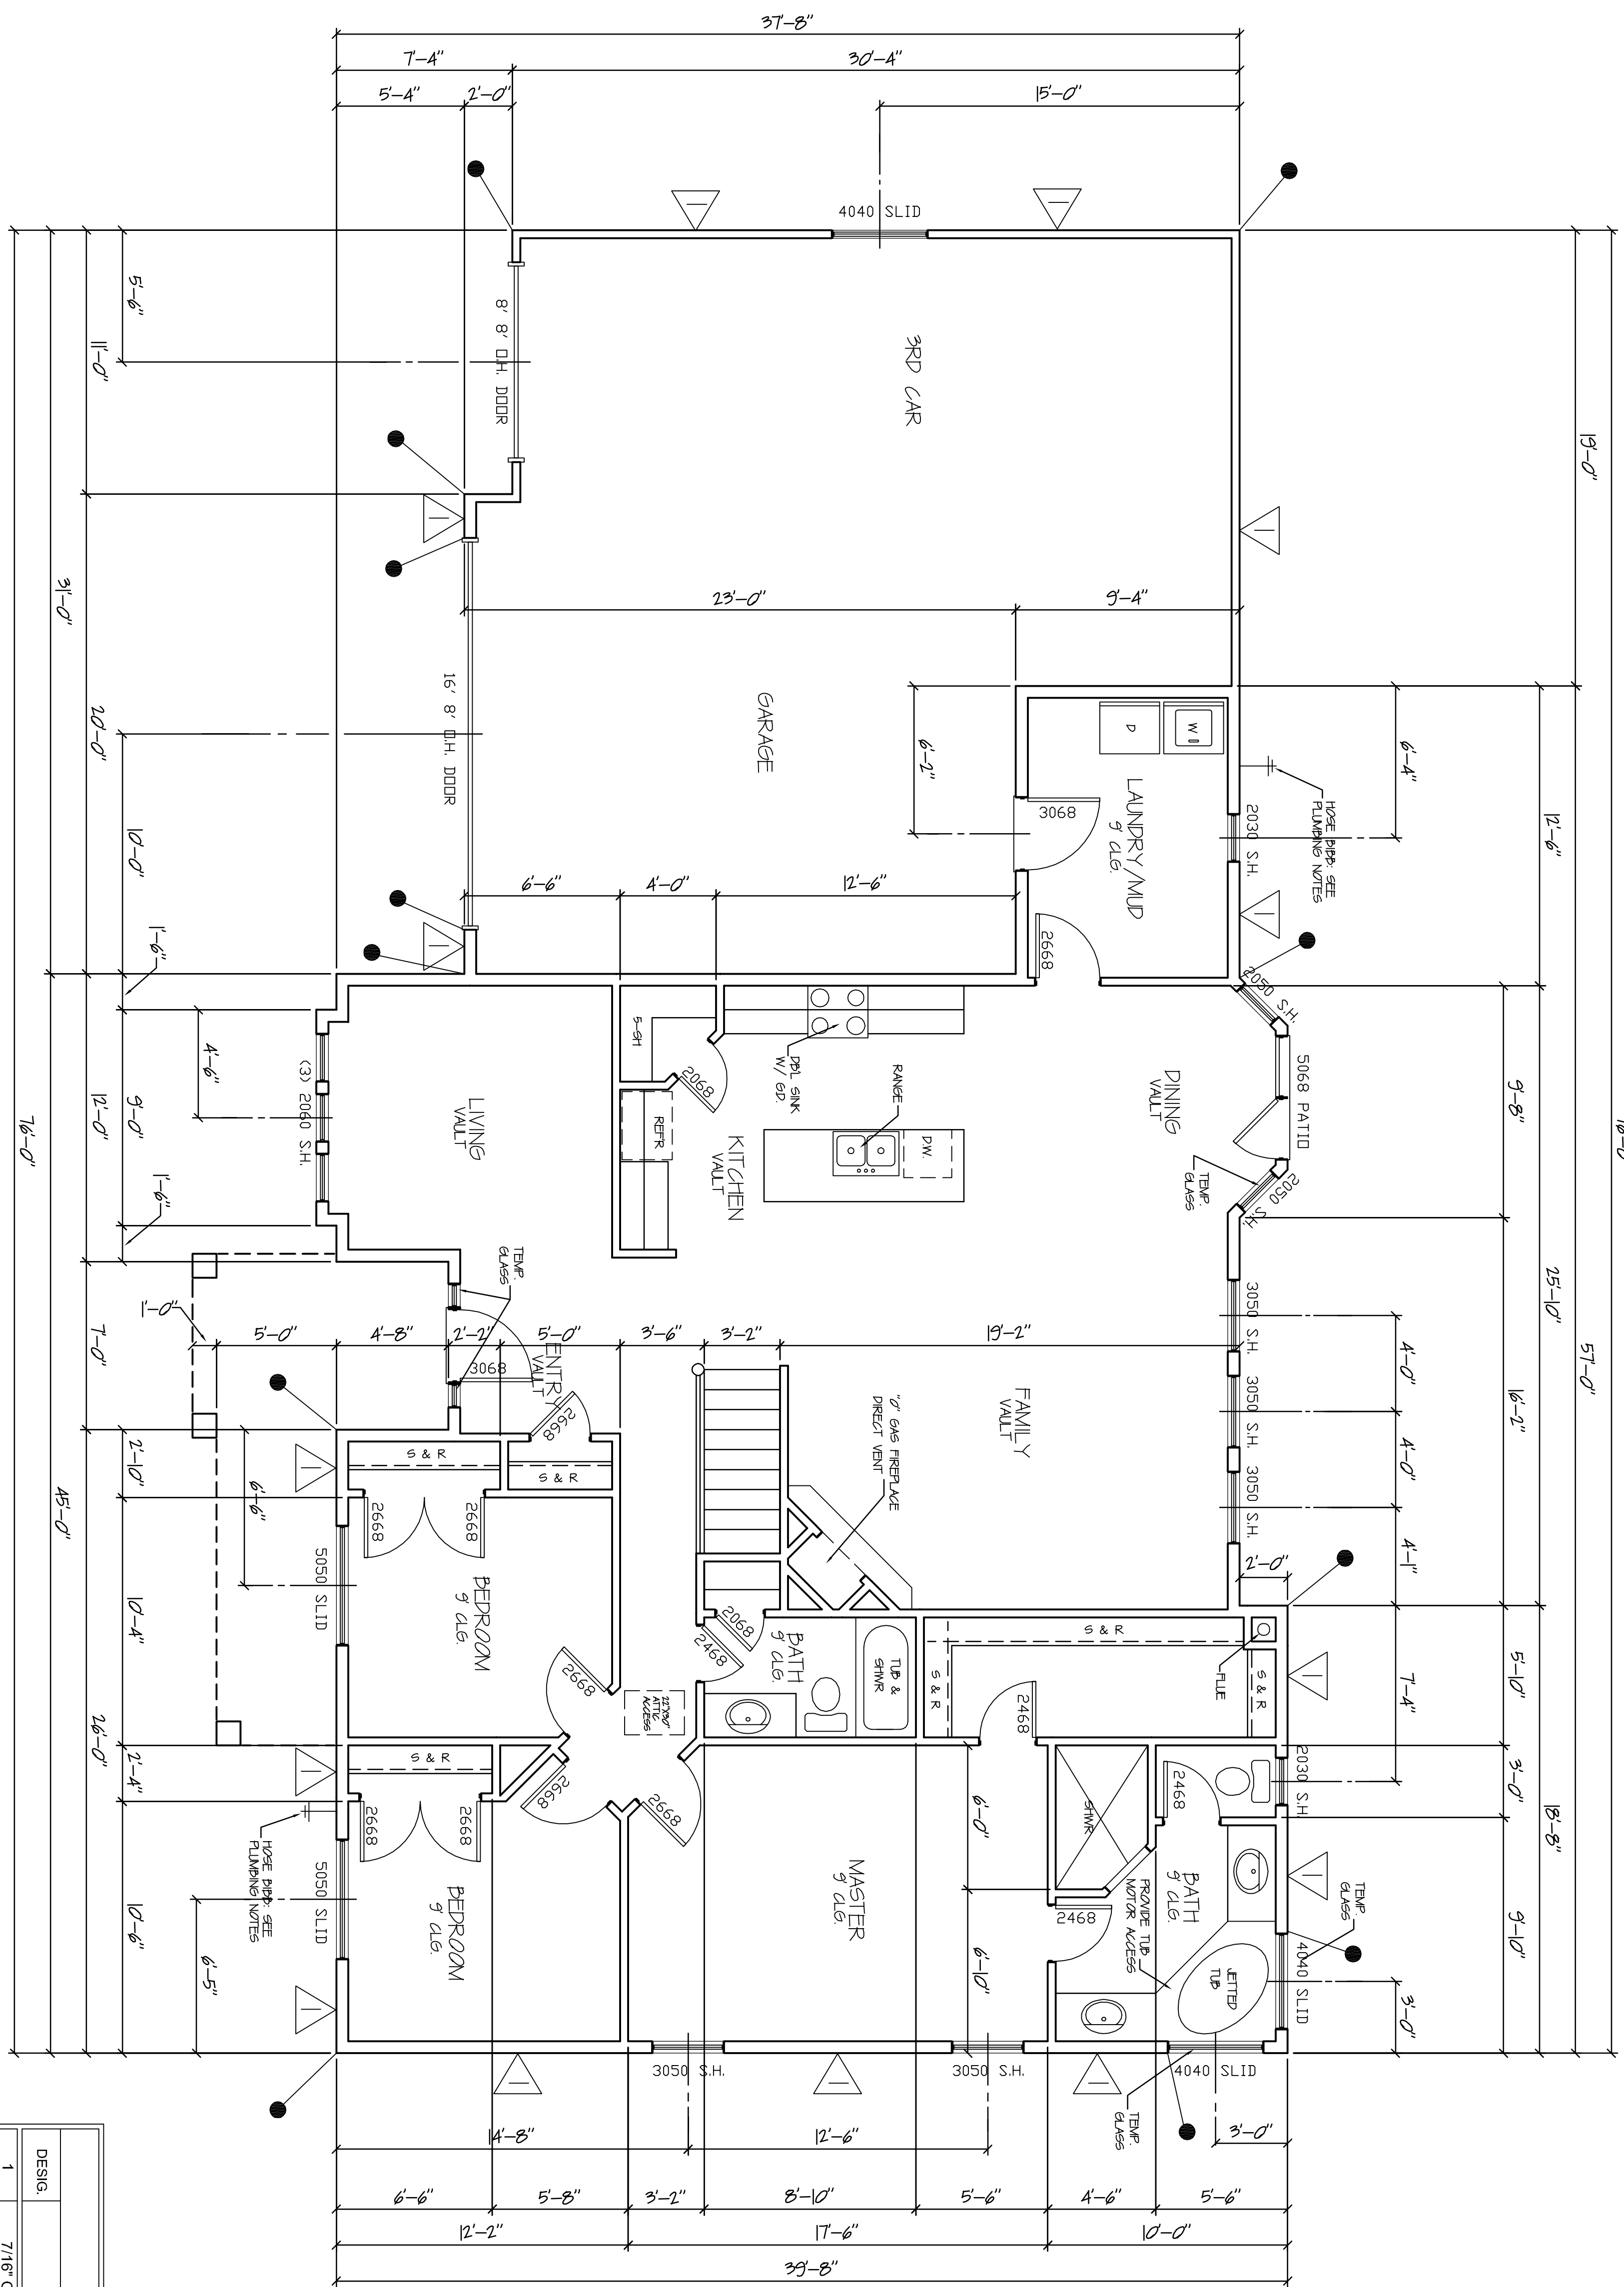 37'-8"
7'-4"
30'-4"
5'-4"
2'-0"
15'-0"
4040 SLID
8' 8' O.H. DOOR
3RD CAR
5'-6"
11'-0"
31'-0"
19'-0"
23'-0"
9'-4"
16' 8' O.H. DOOR
GARAGE
6'-2"
6'-4"
20'-0"
10'-0"
W
D
LAUNDRY/MUD
9' CLG.
3068
2030 S.H.
HOSE BIBB: SEE
PLUMBING NOTES
12'-6"
6'-6"
4'-0"
12'-6"
2668
1'-6"
4'-6"
9'-0"
12'-0"
1'-6"
76'-0"
(3) 2060 S.H.
LIVING
VAULT
5-SH
2068
REF'R
DBL SINK
W/ G.D.
RANGE
D.W.
KITCHEN
VAULT
DINING
VAULT
2050 S.H.
5068 PATIO
2050 S.H.
TEMP.
GLASS
9'-8"
25'-10"
57'-0"
TEMP.
GLASS
1'-0"
5'-0"
4'-8"
2'-2"
5'-0"
3'-6"
3'-2"
19'-2"
7'-0"
3068
ENTRY
VAULT
2668
3050 S.H.
3050 S.H.
3050 S.H.
4'-0"
4'-0"
4'-1"
16'-2"
FAMILY
VAULT
"0" GAS FIREPLACE
DIRECT VENT
2'-0"
2'-10"
6'-6"
45'-0"
S & R
S & R
2668
2668
5050 SLID
BEDROOM
9' CLG.
10'-4"
26'-0"
2668
22"X30"
ATTIC
ACCESS
2068
2468
BATH
9' CLG.
TUB &
SHWR
S & R
S & R
S & R
FLUE
2468
5'-10"
7'-4"
2'-4"
S & R
2668
2668
2668
2668
HOSE BIBB: SEE
PLUMBING NOTES
5050 SLID
BEDROOM
9' CLG.
10'-6"
6'-5"
MASTER
9' CLG.
6'-0"
6'-10"
SHWR
2468
2468
2030 S.H.
3'-0"
18'-8"
BATH
9' CLG.
PROVIDE TUB
MOTOR ACCESS
JETTED
TUB
TEMP.
GLASS
4040 SLID
9'-10"
3'-0"
3050 S.H.
3050 S.H.
4040 SLID
TEMP.
GLASS
14'-8"
12'-6"
3'-0"
6'-6"
5'-8"
3'-2"
8'-10"
5'-6"
4'-6"
5'-6"
12'-2"
17'-6"
10'-0"
39'-8"
DESIG.
1
7/16"